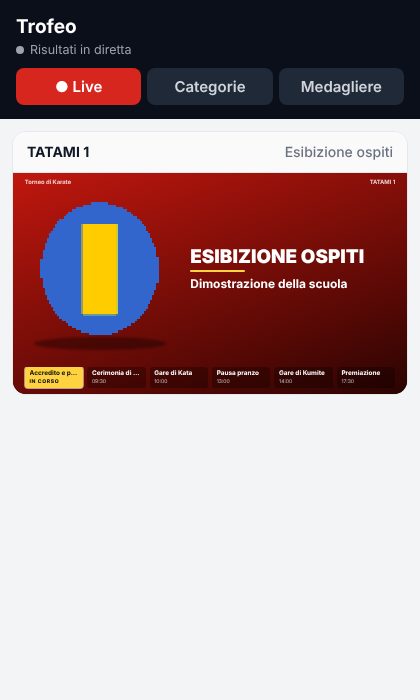 Trofeo
Risultati in diretta
Live
Categorie
Medagliere
TATAMI 1
Esibizione ospiti
Torneo di Karate
TATAMI 1
ESIBIZIONE OSPITI
Dimostrazione della scuola
Accredito e p...
IN CORSO
Cerimonia di ...
09:30
Gare di Kata
10:00
Pausa pranzo
13:00
Gare di Kumite
14:00
Premiazione
17:30